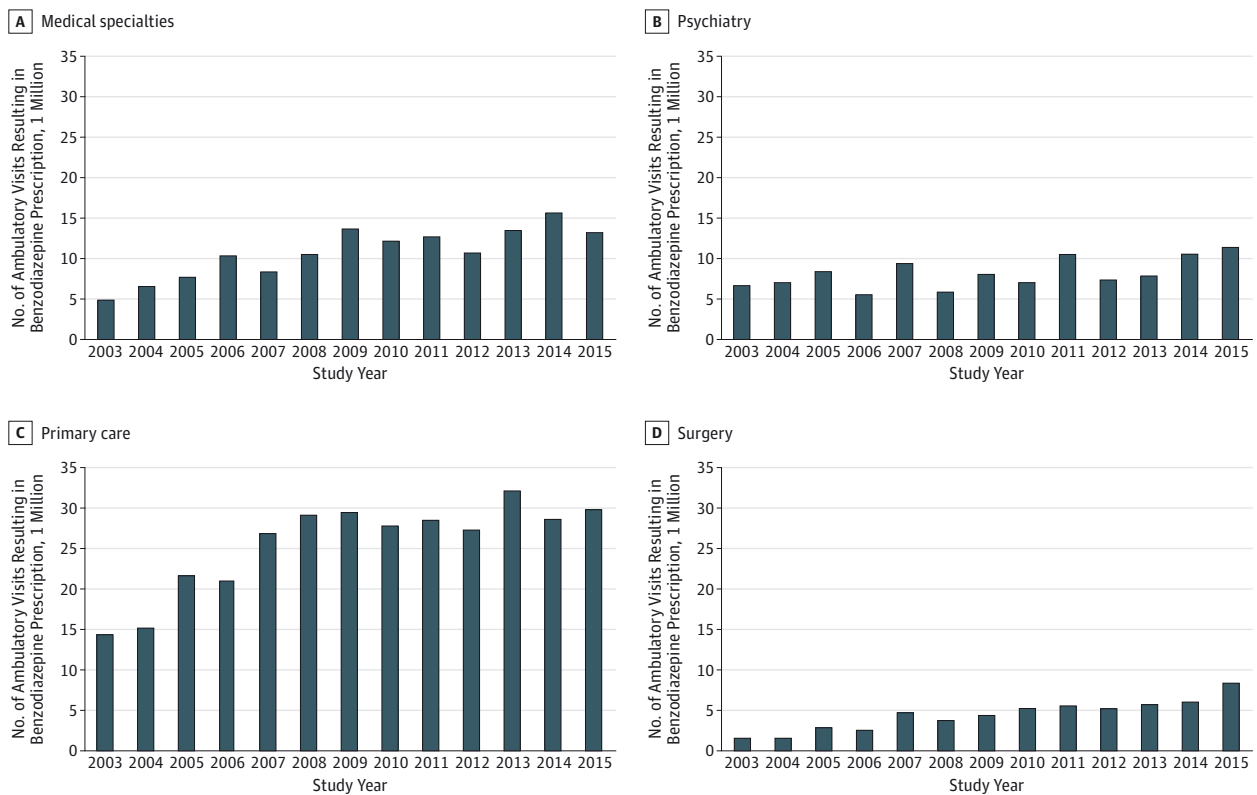 A Medical specialties
No. of Ambulatory Visits Resulting in
Benzodiazepine Prescription, 1 Million
35
30
25
20
15
10
5
0
2003 2004 2005 2006 2007 2008 2009 2010 2011 2012 2013 2014 2015
Study Year
B Psychiatry
No. of Ambulatory Visits Resulting in
Benzodiazepine Prescription, 1 Million
35
30
25
20
15
10
5
0
2003 2004 2005 2006 2007 2008 2009 2010 2011 2012 2013 2014 2015
Study Year
C Primary care
No. of Ambulatory Visits Resulting in
Benzodiazepine Prescription, 1 Million
35
30
25
20
15
10
5
0
2003 2004 2005 2006 2007 2008 2009 2010 2011 2012 2013 2014 2015
Study Year
D Surgery
No. of Ambulatory Visits Resulting in
Benzodiazepine Prescription, 1 Million
35
30
25
20
15
10
5
0
2003 2004 2005 2006 2007 2008 2009 2010 2011 2012 2013 2014 2015
Study Year